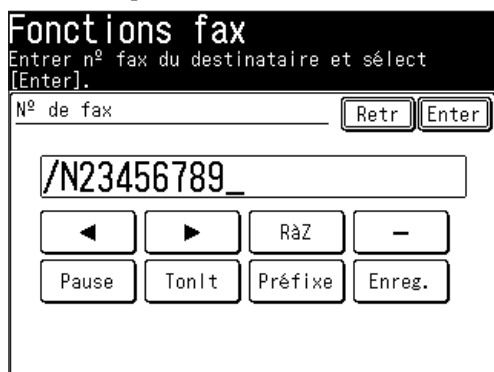 Fonctions fax
Entrer nº fax du destinataire et sélect
[Enter].
Nº de fax
Retr Enter
/N23456789_
◀ ▶ RàZ −
Pause Tonlt Préfixe Enreg.